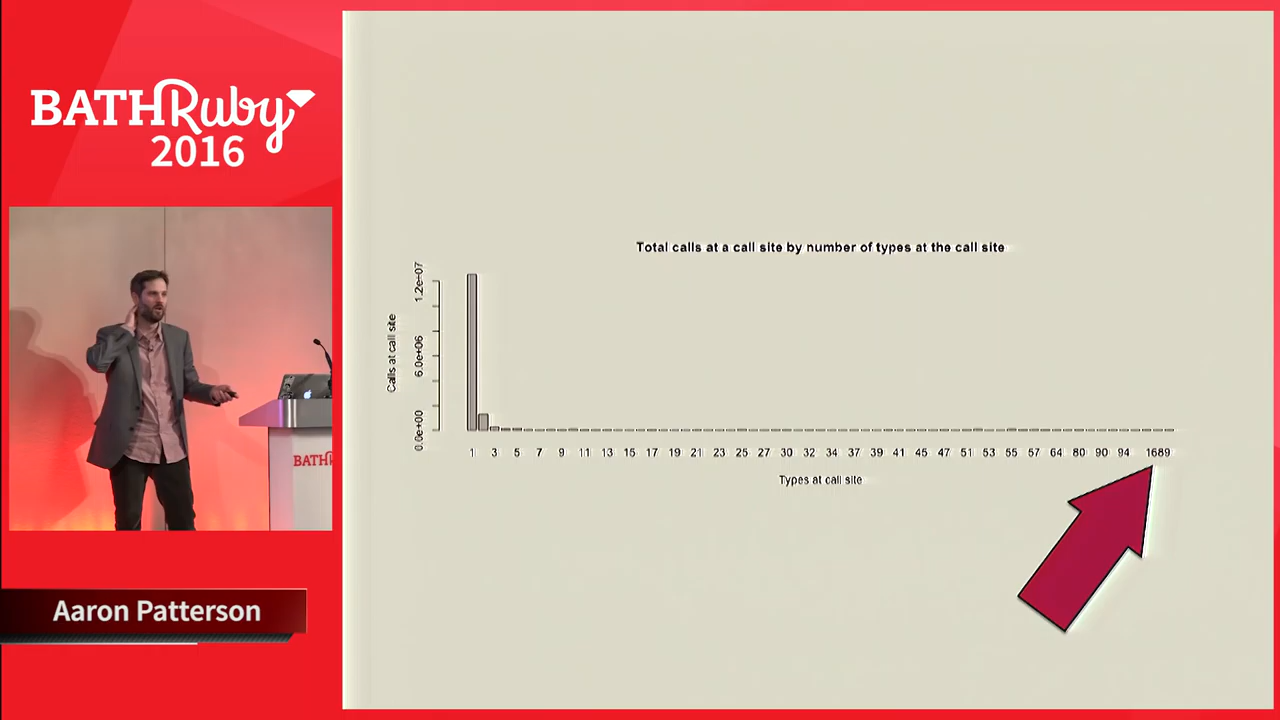 BATHRuby
2016
BATH
Aaron Patterson
Total calls at a call site by number of types at the call site
Calls at call site
0.0e+00 6.0e+06 1.2e+07
1 3 5 7 9 11 13 15 17 19 21 23 25 27 30 32 34 37 39 41 45 47 51 53 55 57 64 80 90 94 1689
Types at call site